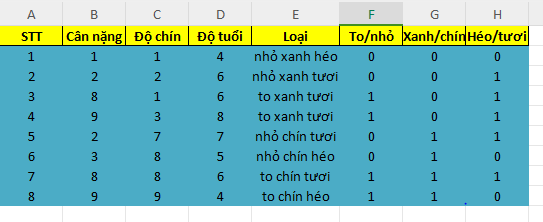 A B C D E F G H
STT Cân nặng Độ chín Độ tuổi Loại To/nhỏ Xanh/chín Héo/tươi
1 1 1 4 nhỏ xanh héo 0 0 0
2 2 2 6 nhỏ xanh tươi 0 0 1
3 8 1 6 to xanh tươi 1 0 1
4 9 3 8 to xanh tươi 1 0 1
5 2 7 7 nhỏ chín tươi 0 1 1
6 3 8 5 nhỏ chín héo 0 1 0
7 8 8 6 to chín tươi 1 1 1
8 9 9 4 to chín héo 1 1 0